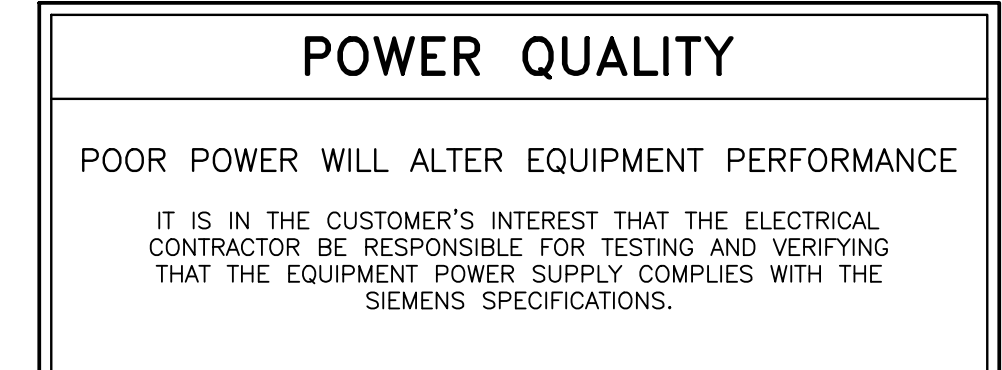 POWER QUALITY
POOR POWER WILL ALTER EQUIPMENT PERFORMANCE
IT IS IN THE CUSTOMER'S INTEREST THAT THE ELECTRICAL
CONTRACTOR BE RESPONSIBLE FOR TESTING AND VERIFYING
THAT THE EQUIPMENT POWER SUPPLY COMPLIES WITH THE
SIEMENS SPECIFICATIONS.